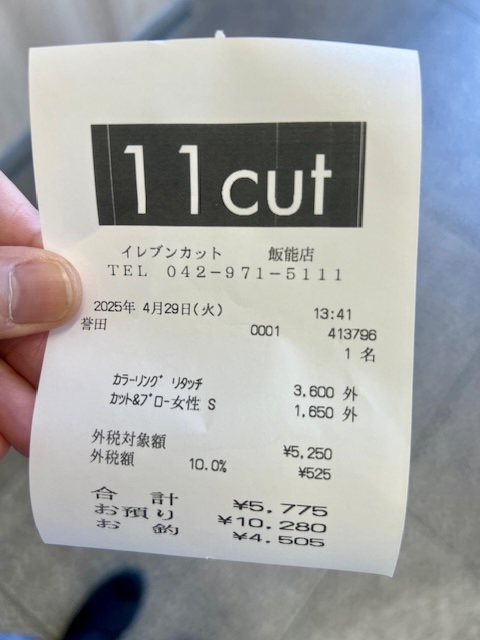 11cut
イレブンカット 飯能店
TEL 042-971-5111
2025年 4月29日(火) 13:41
誉田 0001 413796
1 名
ｶﾗｰﾘﾝｸﾞ ﾘﾀｯﾁ 3,600 外
ｶｯﾄ&ﾌﾞﾛｰ女性 S 1,650 外
外税対象額 ¥5,250
外税額 10.0% ¥525
合 計 ¥5,775
お預り ¥10,280
お 釣 ¥4,505